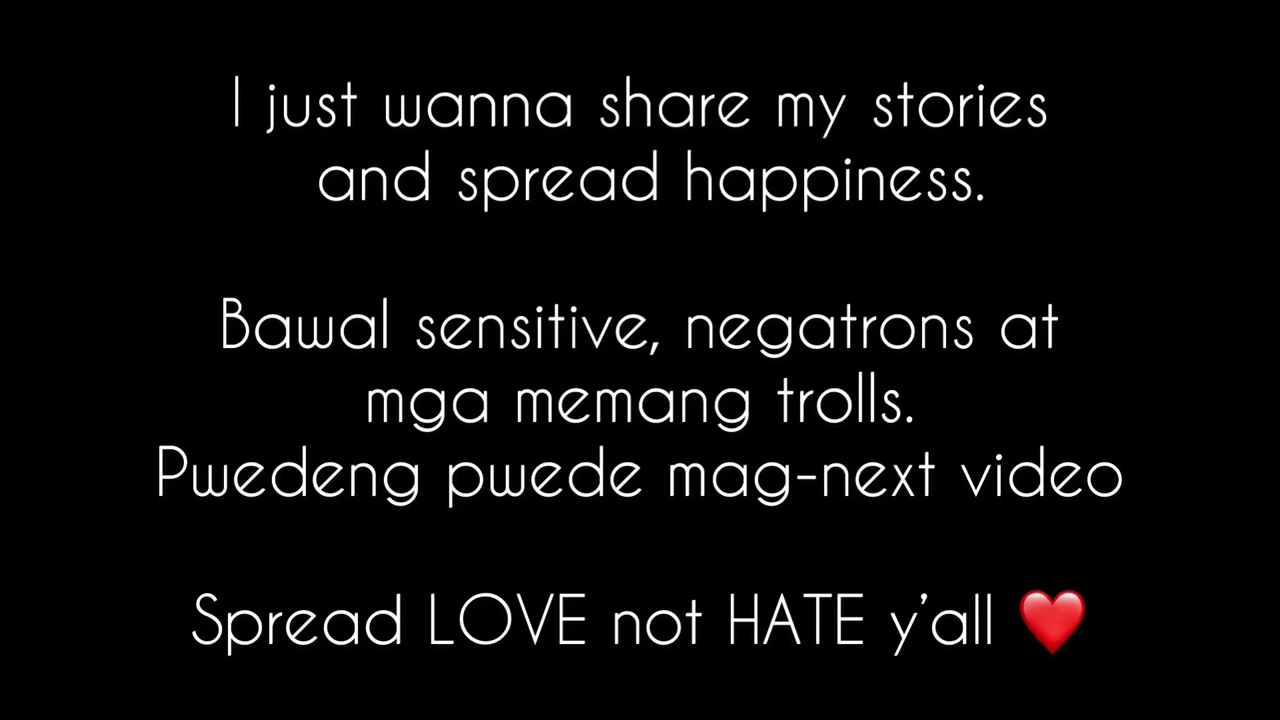 I just wanna share my stories
and spread happiness.
Bawal sensitive, negatrons at
mga memang trolls.
Pwedeng pwede mag-next video
Spread LOVE not HATE y’all ❤️